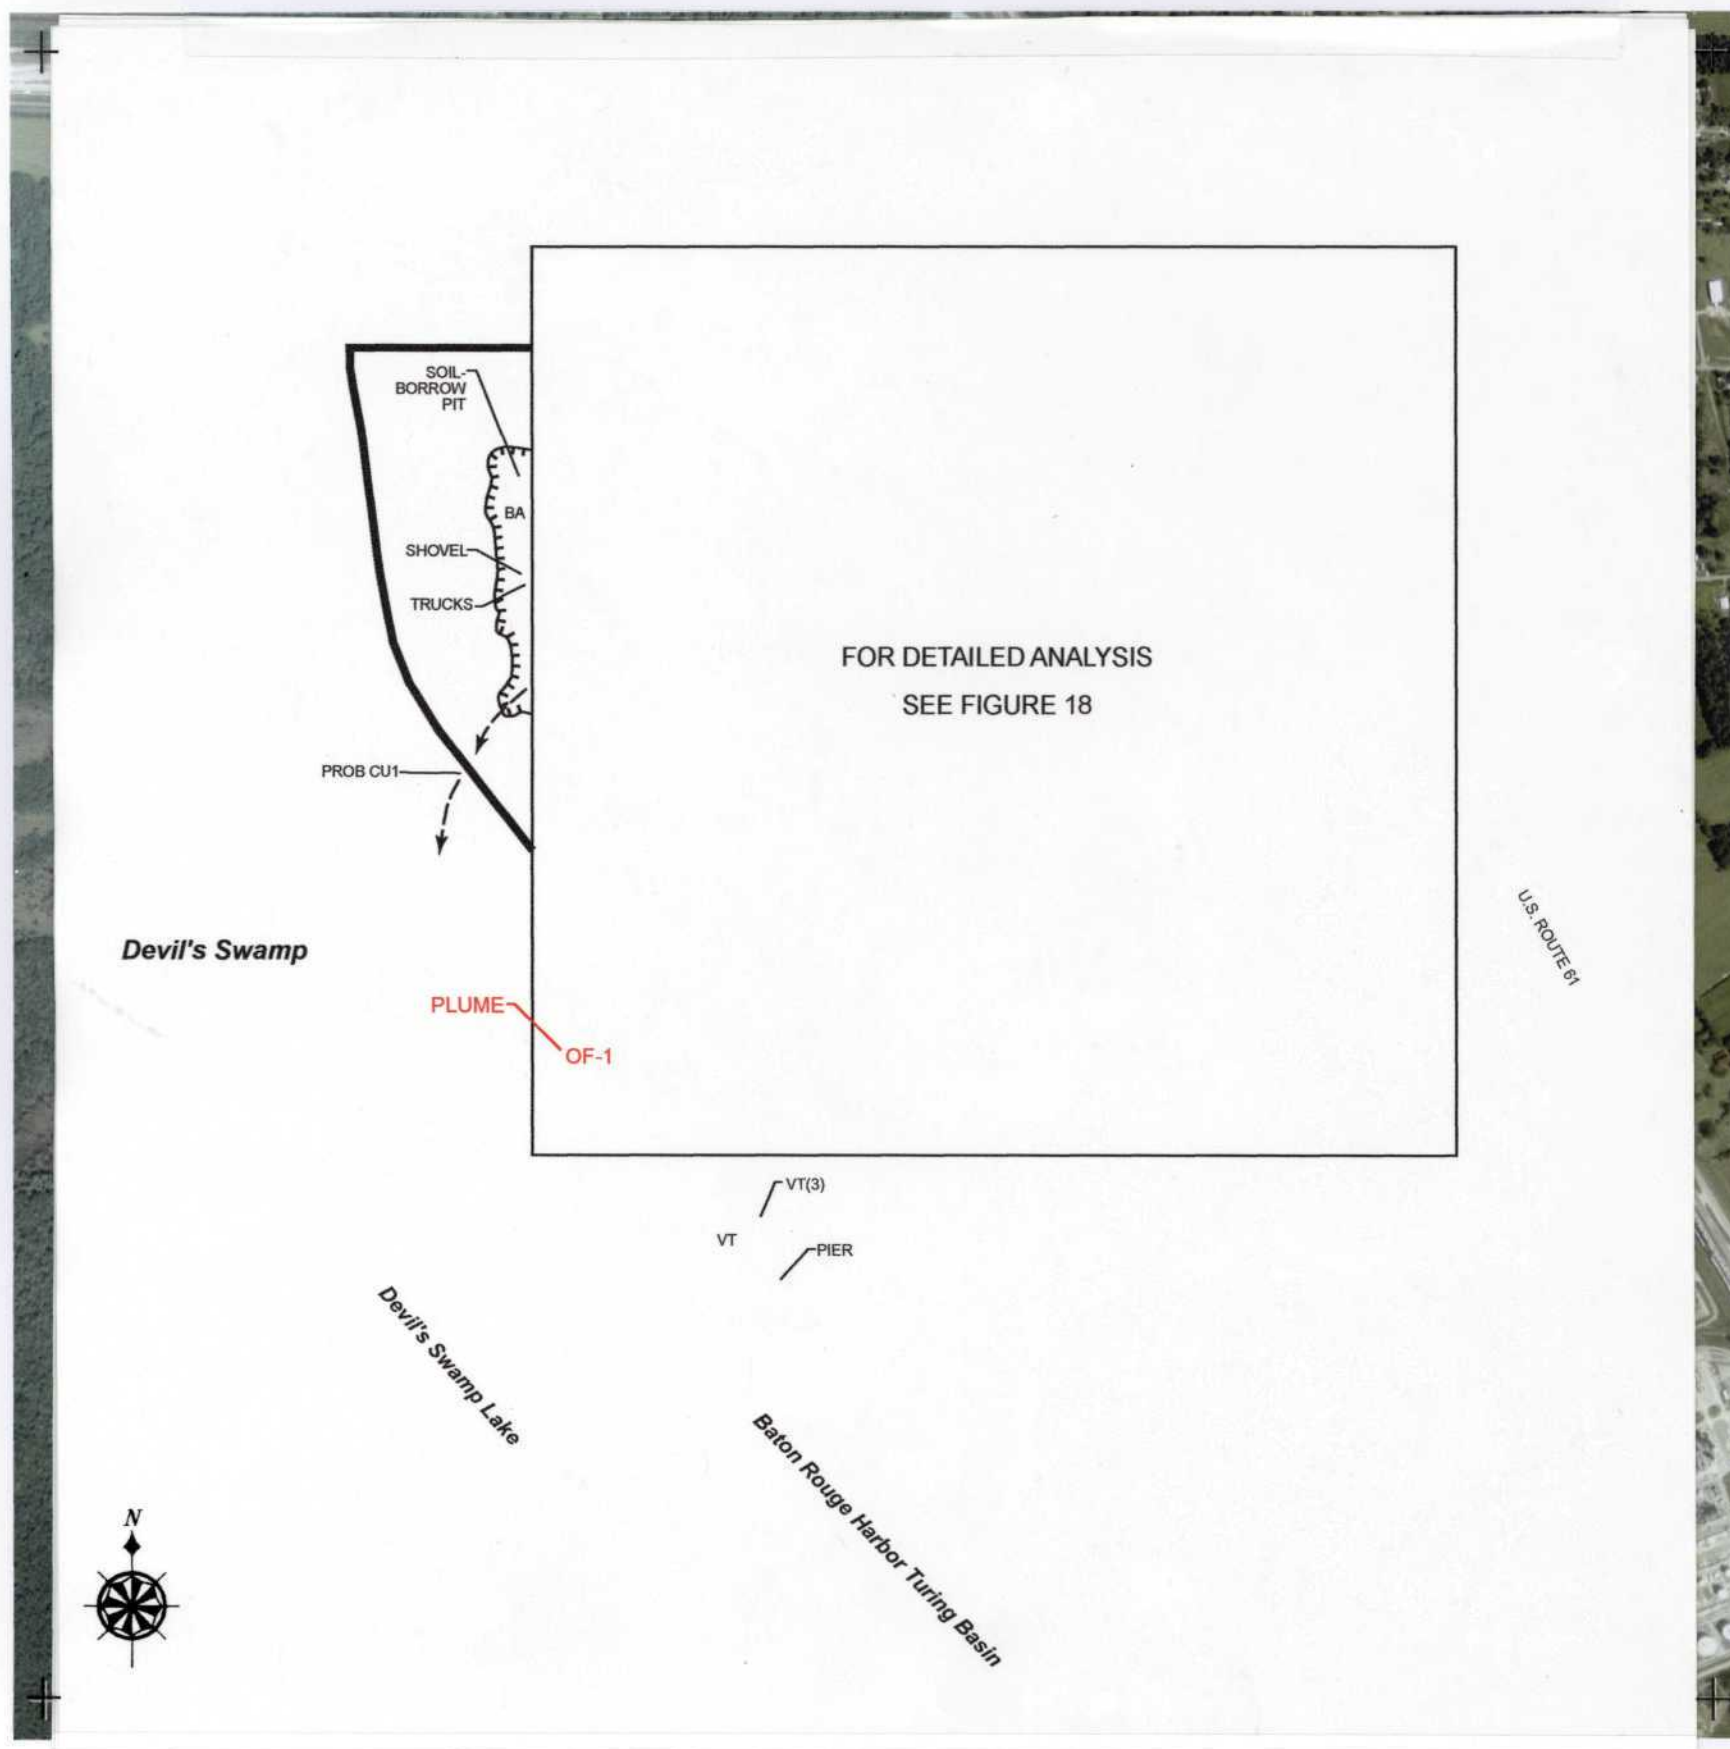 SOIL-
BORROW
PIT
BA
SHOVEL
TRUCKS
FOR DETAILED ANALYSIS
SEE FIGURE 18
PROB CU1
U.S. ROUTE 61
Devil's Swamp
PLUME
OF-1
VT(3)
VT
PIER
Devil's Swamp Lake
Baton Rouge Harbor Turing Basin
N